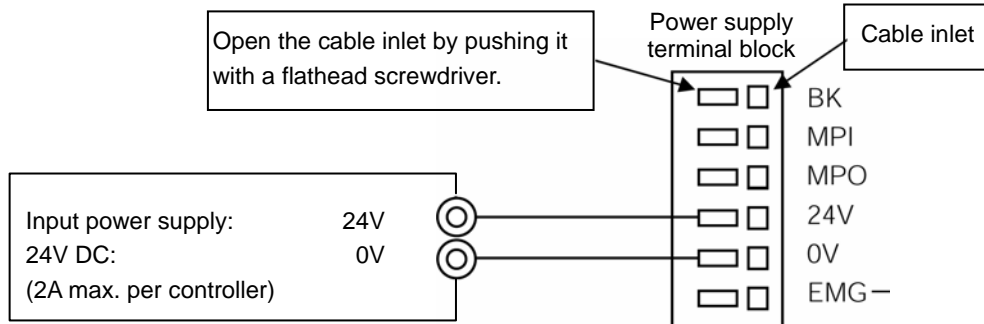 Open the cable inlet by pushing it
with a flathead screwdriver.
Power supply
terminal block
Cable inlet
BK
MPI
MPO
24V
0V
EMG−
Input power supply: 24V
24V DC: 0V
(2A max. per controller)